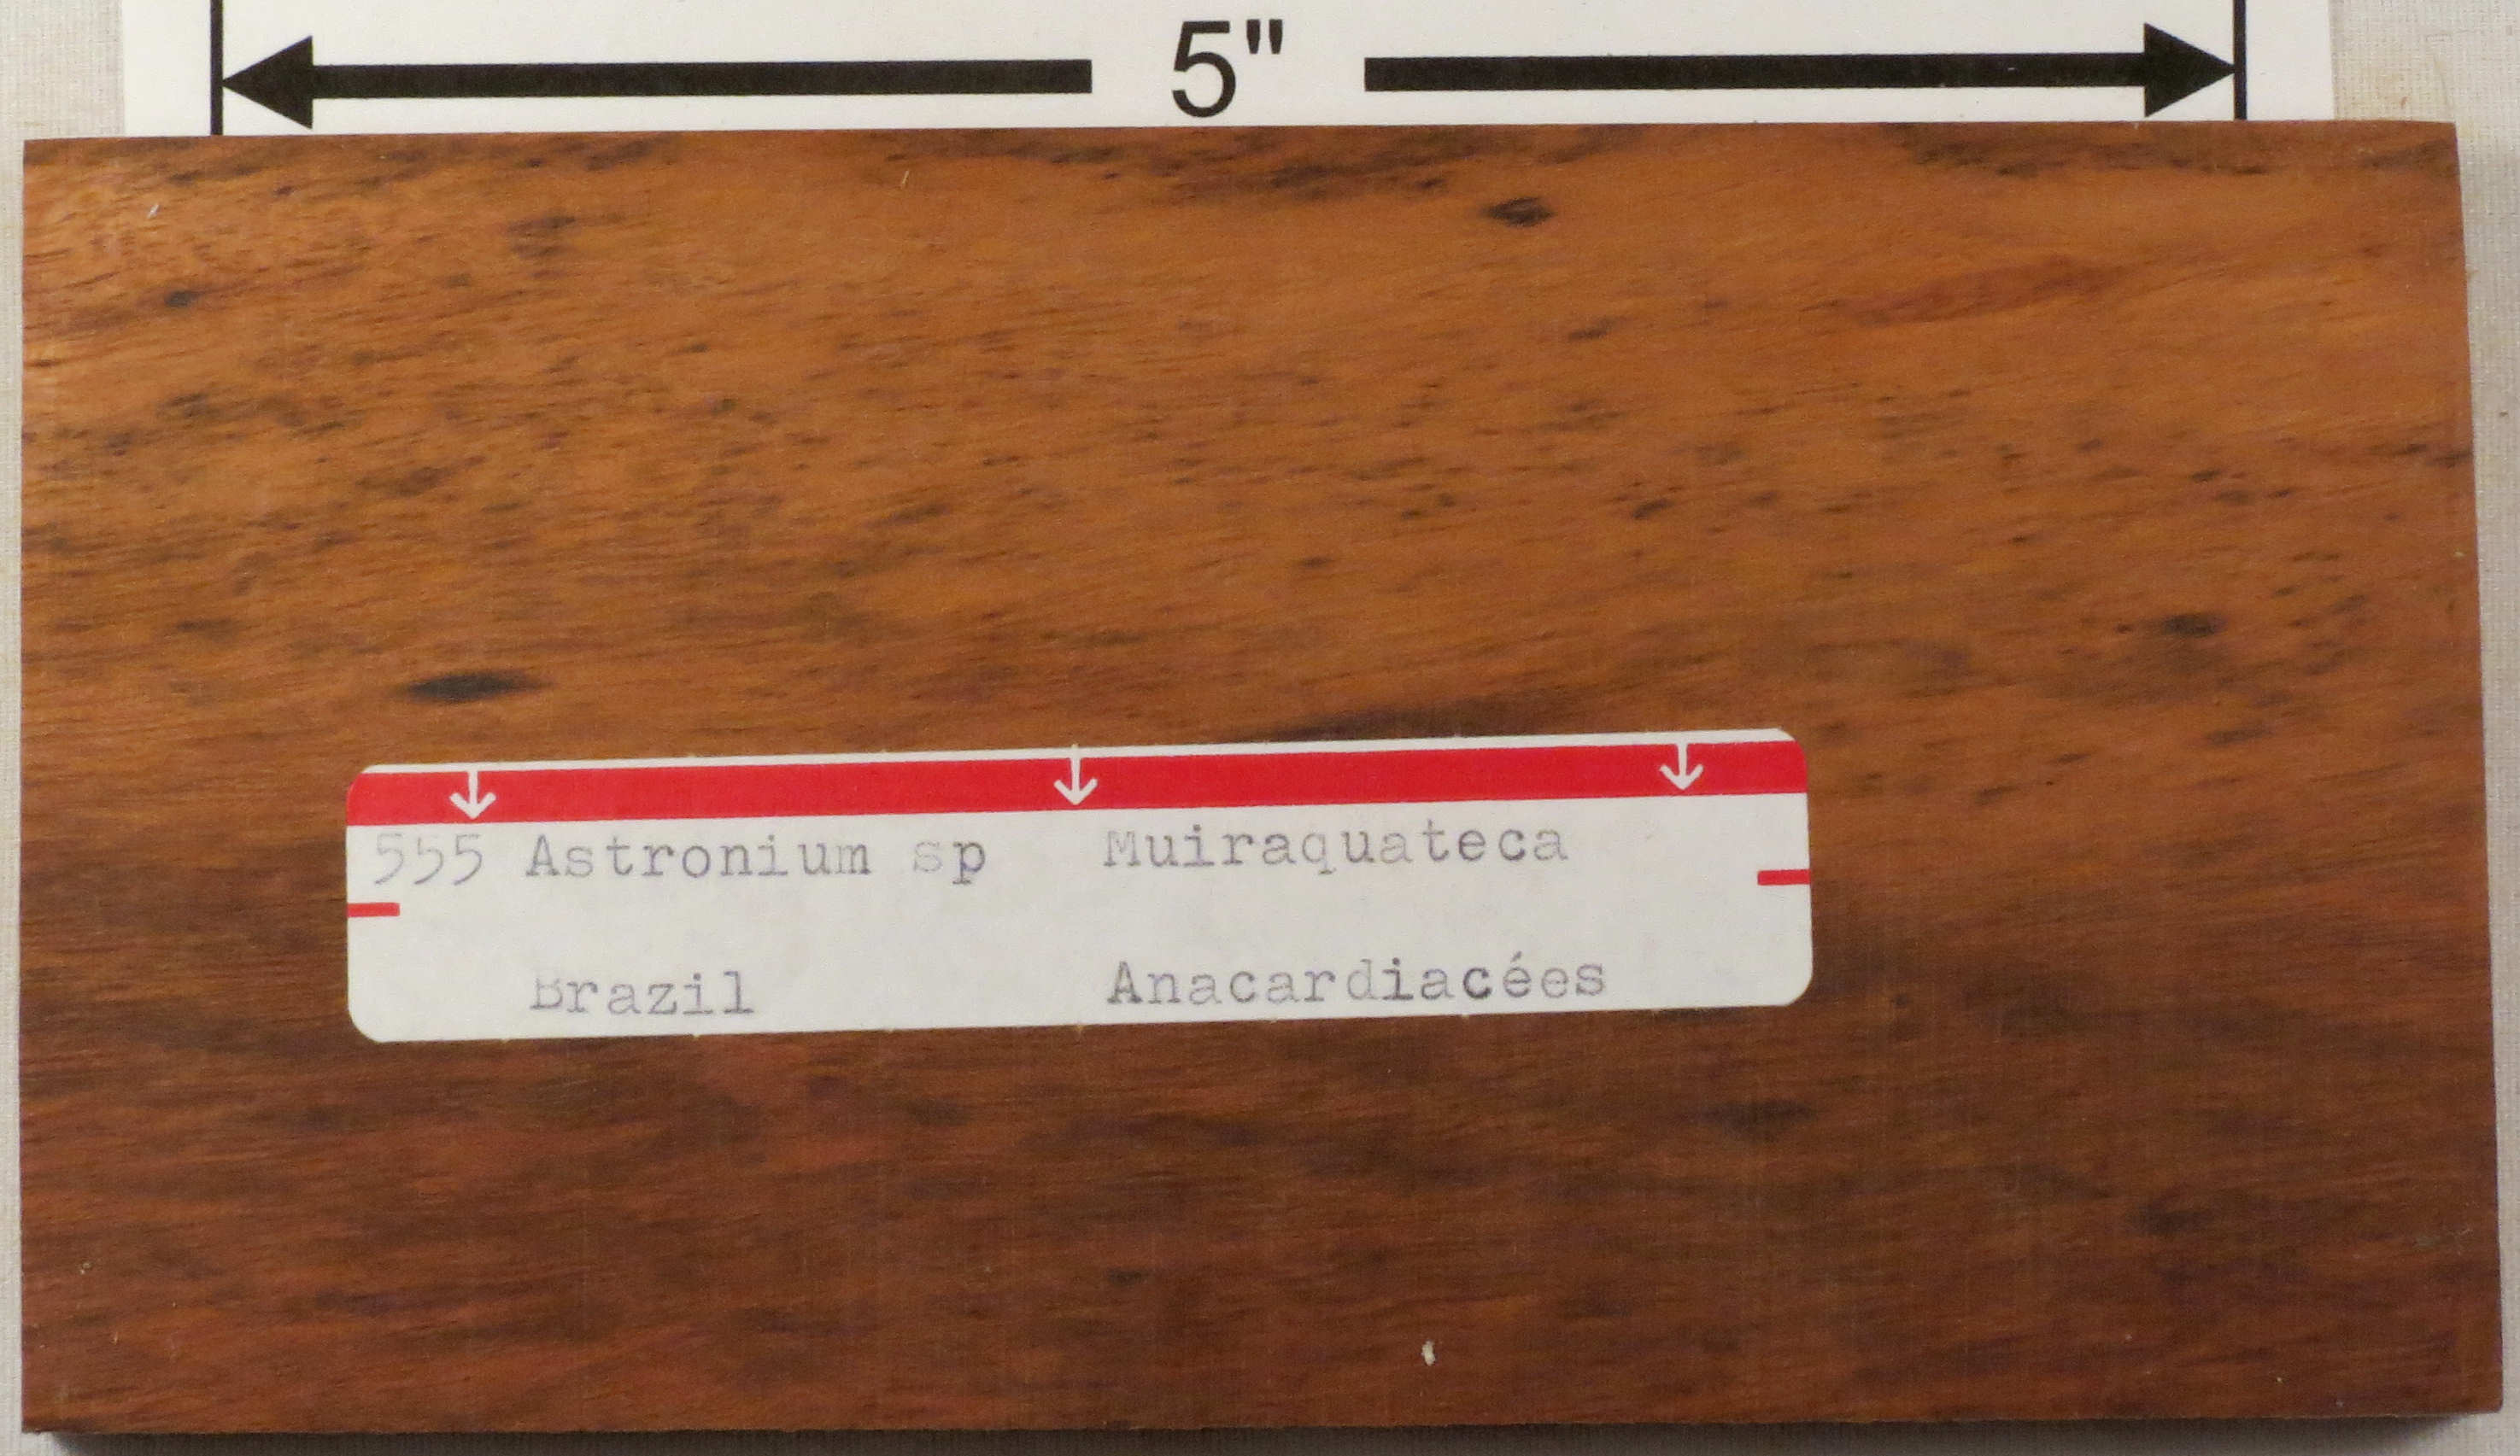 5"
555 Astronium sp Muiraquateca
Brazil Anacardiacées